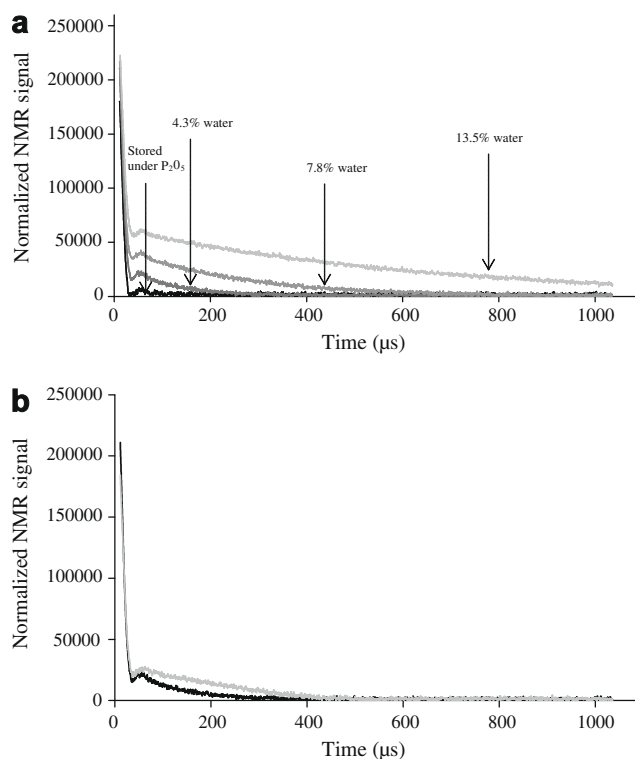 a
250000
200000
150000
100000
50000
0
Normalized NMR signal
Stored
under P₂0₅
4.3% water
7.8% water
13.5% water
0 200 400 600 800 1000
Time (μs)
b
250000
200000
150000
100000
50000
0
Normalized NMR signal
0 200 400 600 800 1000
Time (μs)